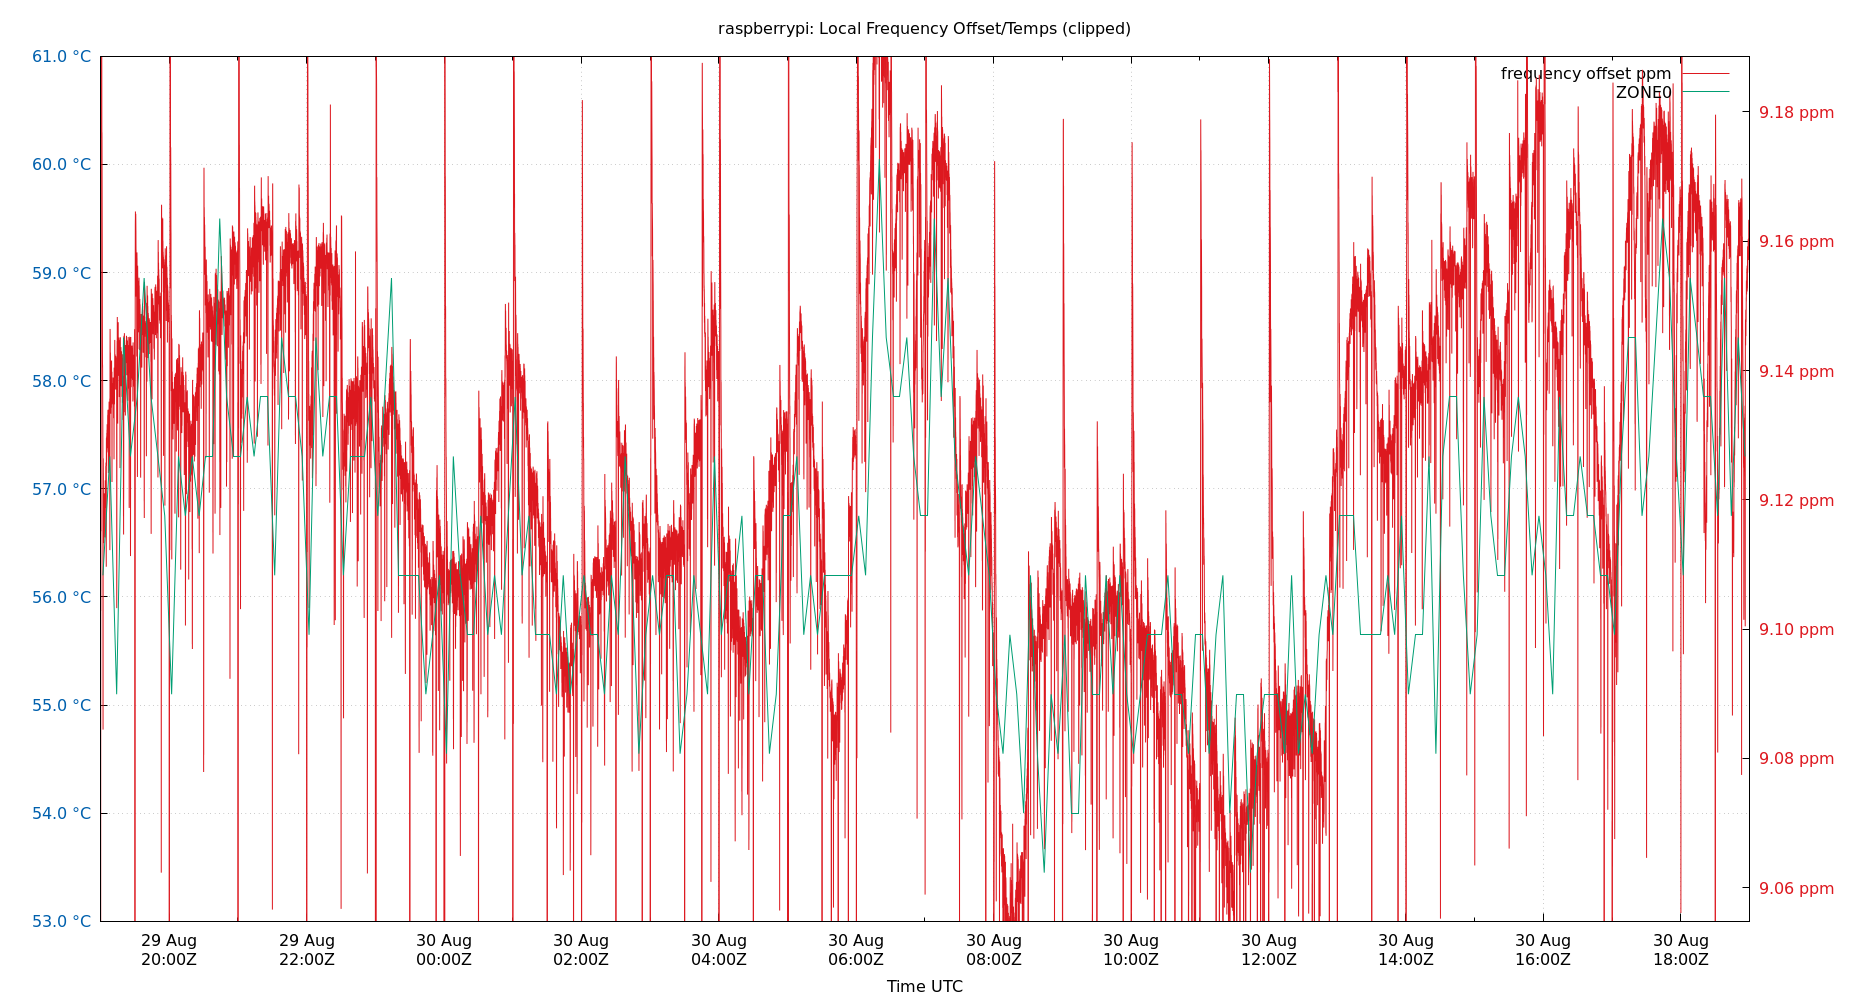 raspberrypi: Local Frequency Offset/Temps (clipped)
frequency offset ppm
ZONE0
61.0 °C
60.0 °C
59.0 °C
58.0 °C
57.0 °C
56.0 °C
55.0 °C
54.0 °C
53.0 °C
9.18 ppm
9.16 ppm
9.14 ppm
9.12 ppm
9.10 ppm
9.08 ppm
9.06 ppm
29 Aug 29 Aug 30 Aug 30 Aug 30 Aug 30 Aug 30 Aug 30 Aug 30 Aug 30 Aug 30 Aug 30 Aug
20:00Z 22:00Z 00:00Z 02:00Z 04:00Z 06:00Z 08:00Z 10:00Z 12:00Z 14:00Z 16:00Z 18:00Z
Time UTC